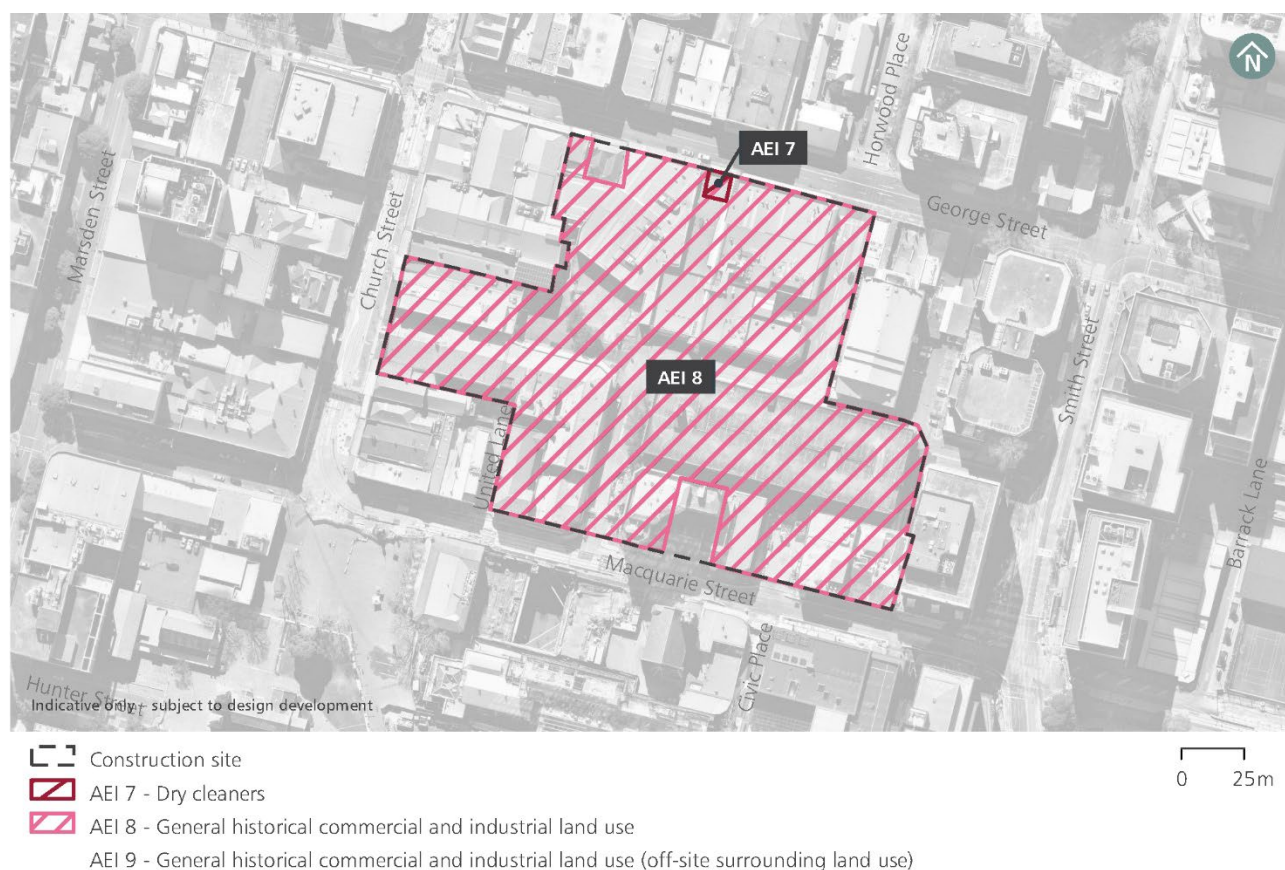 N
Horwood Place
AEI 7
Marsden Street
Church Street
George Street
Smith Street
AEI 8
United Lane
Barrack Lane
Macquarie Street
Civic Place
Hunter Street
Indicative only – subject to design development
Construction site
0 25m
AEI 7 - Dry cleaners
AEI 8 - General historical commercial and industrial land use
AEI 9 - General historical commercial and industrial land use (off-site surrounding land use)